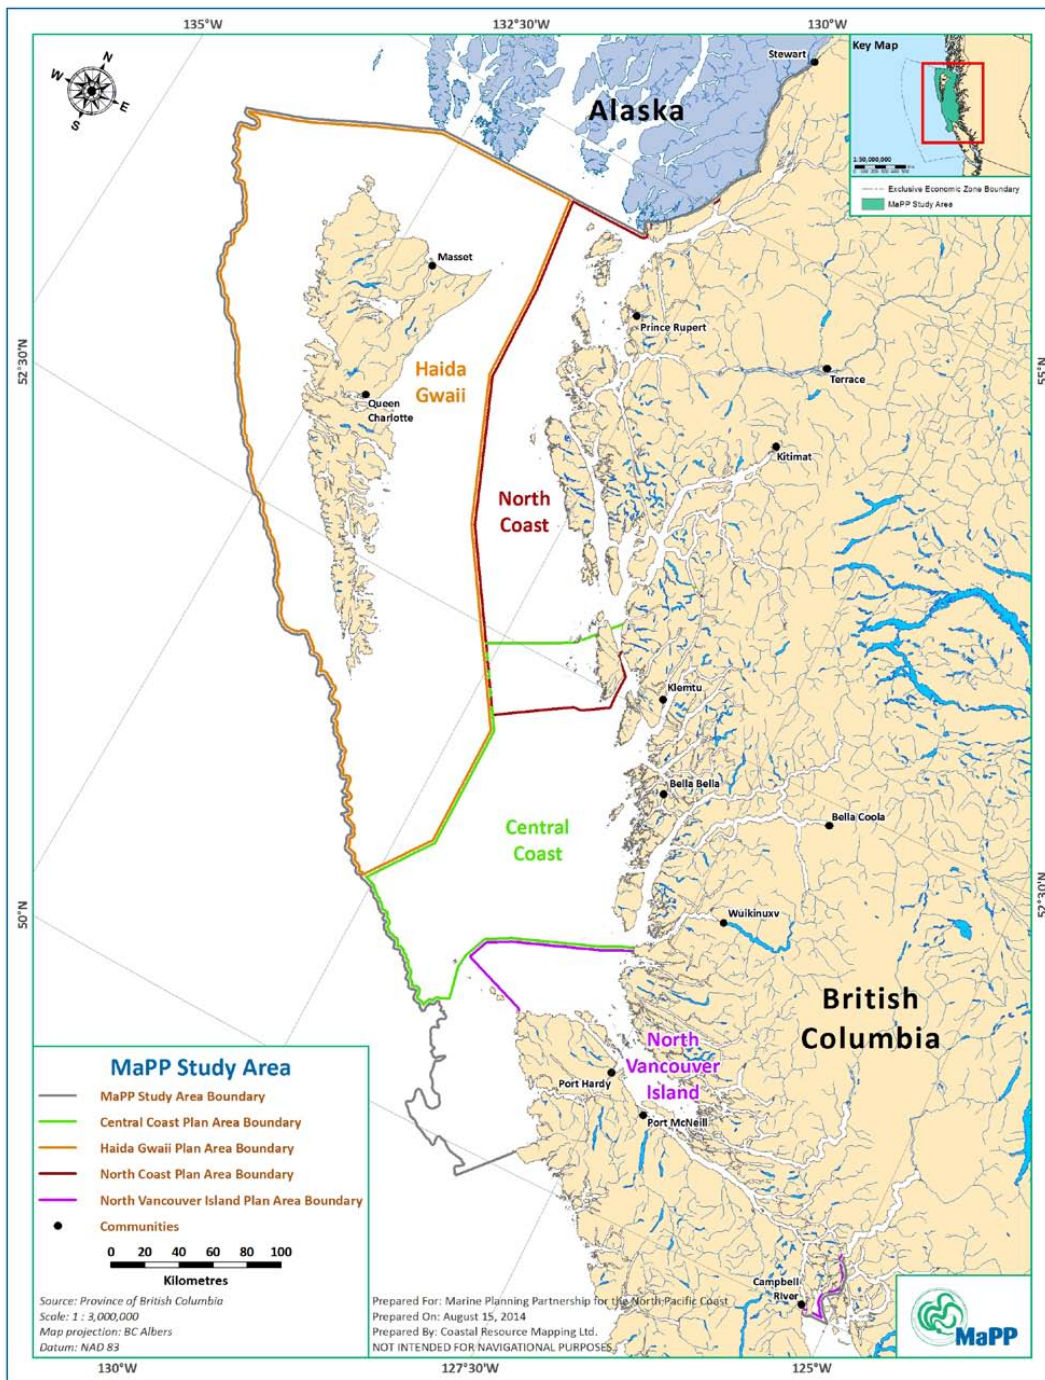 135°W
132°30'W
130°W
Key Map
1:50,000,000
Exclusive Economic Zone Boundary
MaPP Study Area
N
W
E
S
Stewart
Alaska
Masset
Prince Rupert
Haida
Gwaii
Terrace
52°30'N
55°N
Queen
Charlotte
Kitimat
North
Coast
Klemtu
Bella Bella
Bella Coola
Central
Coast
50°N
52°30'N
Wuikinuxv
British
Columbia
North
Vancouver
Island
Port Hardy
Port McNeill
Campbell
River
MaPP Study Area
MaPP Study Area Boundary
Central Coast Plan Area Boundary
Haida Gwaii Plan Area Boundary
North Coast Plan Area Boundary
North Vancouver Island Plan Area Boundary
Communities
0 20 40 60 80 100
Kilometres
Source: Province of British Columbia
Scale: 1 : 3,000,000
Map projection: BC Albers
Datum: NAD 83
Prepared For: Marine Planning Partnership for the North Pacific Coast
Prepared On: August 15, 2014
Prepared By: Coastal Resource Mapping Ltd.
NOT INTENDED FOR NAVIGATIONAL PURPOSES
MaPP
130°W
127°30'W
125°W